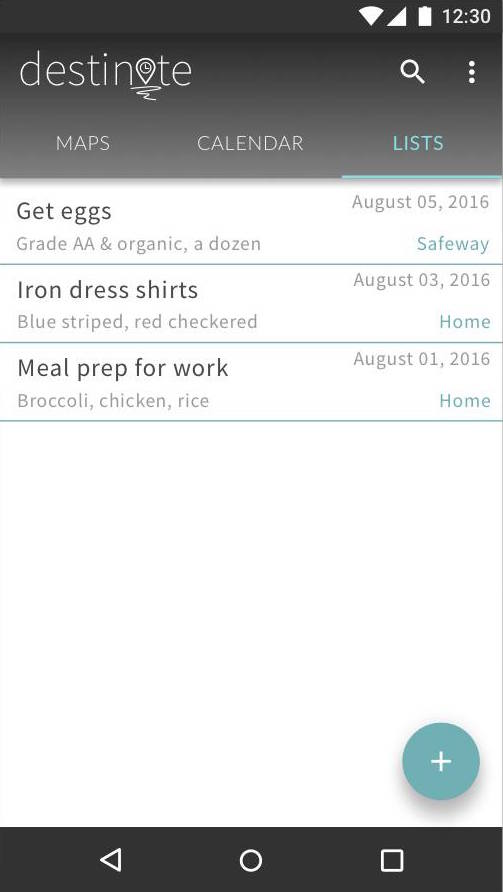 12:30
destinote
MAPS CALENDAR LISTS
Get eggs August 05, 2016
Grade AA & organic, a dozen Safeway
Iron dress shirts August 03, 2016
Blue striped, red checkered Home
Meal prep for work August 01, 2016
Broccoli, chicken, rice Home
+